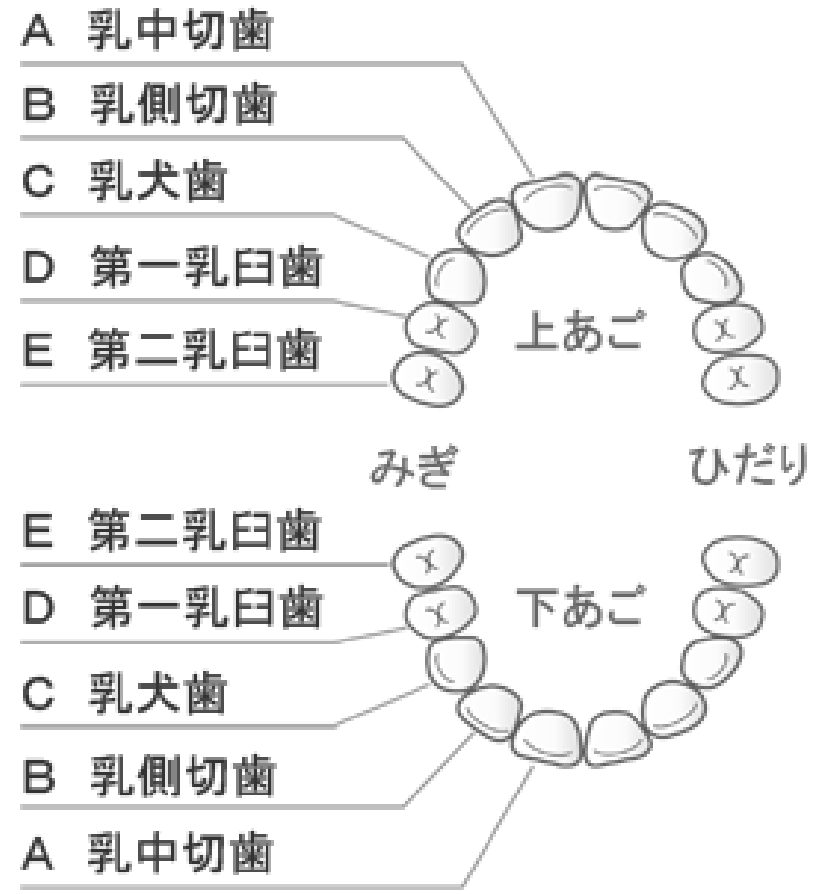 A 乳中切歯
B 乳側切歯
C 乳犬歯
D 第一乳臼歯
E 第二乳臼歯
上あご
みぎ
ひだり
E 第二乳臼歯
D 第一乳臼歯
下あご
C 乳犬歯
B 乳側切歯
A 乳中切歯